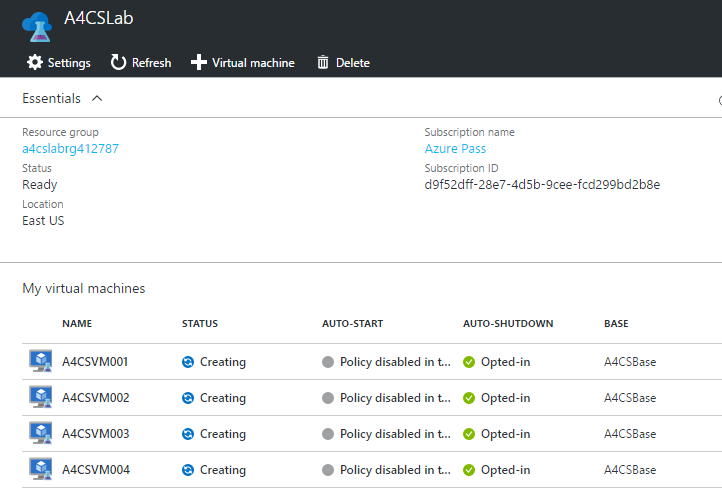 A4CSLab
Settings Refresh Virtual machine Delete
Essentials
Resource group Subscription name
a4cslabrg412787 Azure Pass
Status Subscription ID
Ready d9f52dff-28e7-4d5b-9cee-fcd299bd2b8e
Location
East US
My virtual machines
NAME STATUS AUTO-START AUTO-SHUTDOWN BASE
A4CSVM001 Creating Policy disabled in t... Opted-in A4CSBase
A4CSVM002 Creating Policy disabled in t... Opted-in A4CSBase
A4CSVM003 Creating Policy disabled in t... Opted-in A4CSBase
A4CSVM004 Creating Policy disabled in t... Opted-in A4CSBase